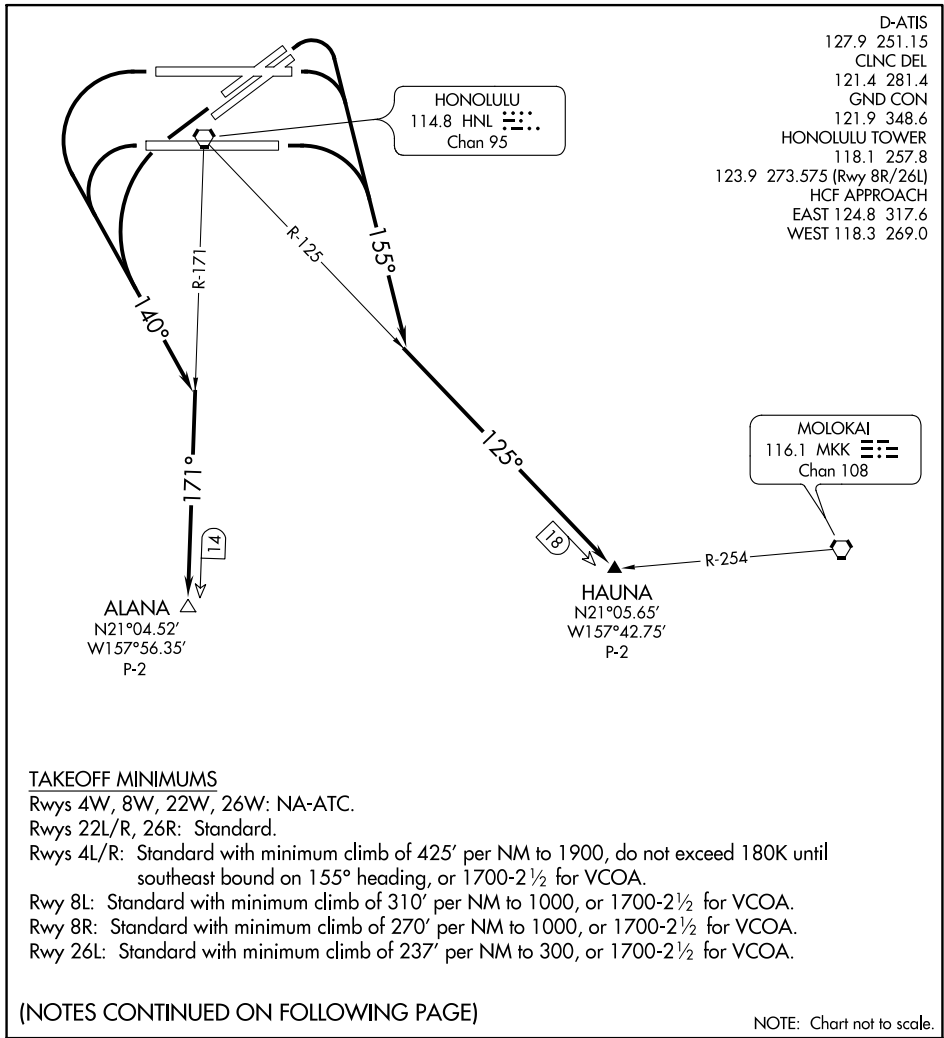 D-ATIS
127.9 251.15
CLNC DEL
121.4 281.4
GND CON
121.9 348.6
HONOLULU TOWER
118.1 257.8
123.9 273.575 (Rwy 8R/26L)
HCF APPROACH
EAST 124.8 317.6
WEST 118.3 269.0
HONOLULU
114.8 HNL
Chan 95
R-171
R-125
155°
140°
171°
125°
14
18
MOLOKAI
116.1 MKK
Chan 108
R-254
ALANA
N21°04.52′
W157°56.35′
P-2
HAUNA
N21°05.65′
W157°42.75′
P-2
TAKEOFF MINIMUMS
Rwys 4W, 8W, 22W, 26W: NA-ATC.
Rwys 22L/R, 26R: Standard.
Rwys 4L/R: Standard with minimum climb of 425′ per NM to 1900, do not exceed 180K until
southeast bound on 155° heading, or 1700-2½ for VCOA.
Rwy 8L: Standard with minimum climb of 310′ per NM to 1000, or 1700-2½ for VCOA.
Rwy 8R: Standard with minimum climb of 270′ per NM to 1000, or 1700-2½ for VCOA.
Rwy 26L: Standard with minimum climb of 237′ per NM to 300, or 1700-2½ for VCOA.
(NOTES CONTINUED ON FOLLOWING PAGE)
NOTE: Chart not to scale.